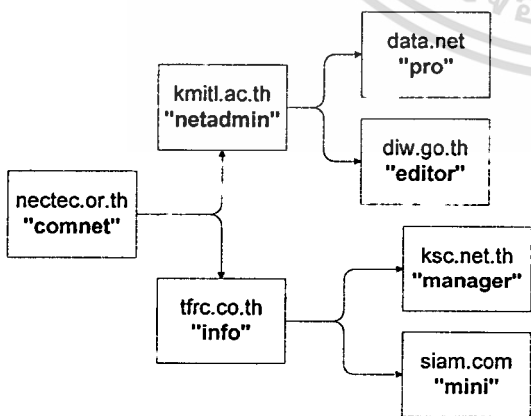 data.net
"pro"
kmitl.ac.th
"netadmin"
diw.go.th
"editor"
nectec.or.th
"comnet"
ksc.net.th
"manager"
tfrc.co.th
"info"
siam.com
"mini"